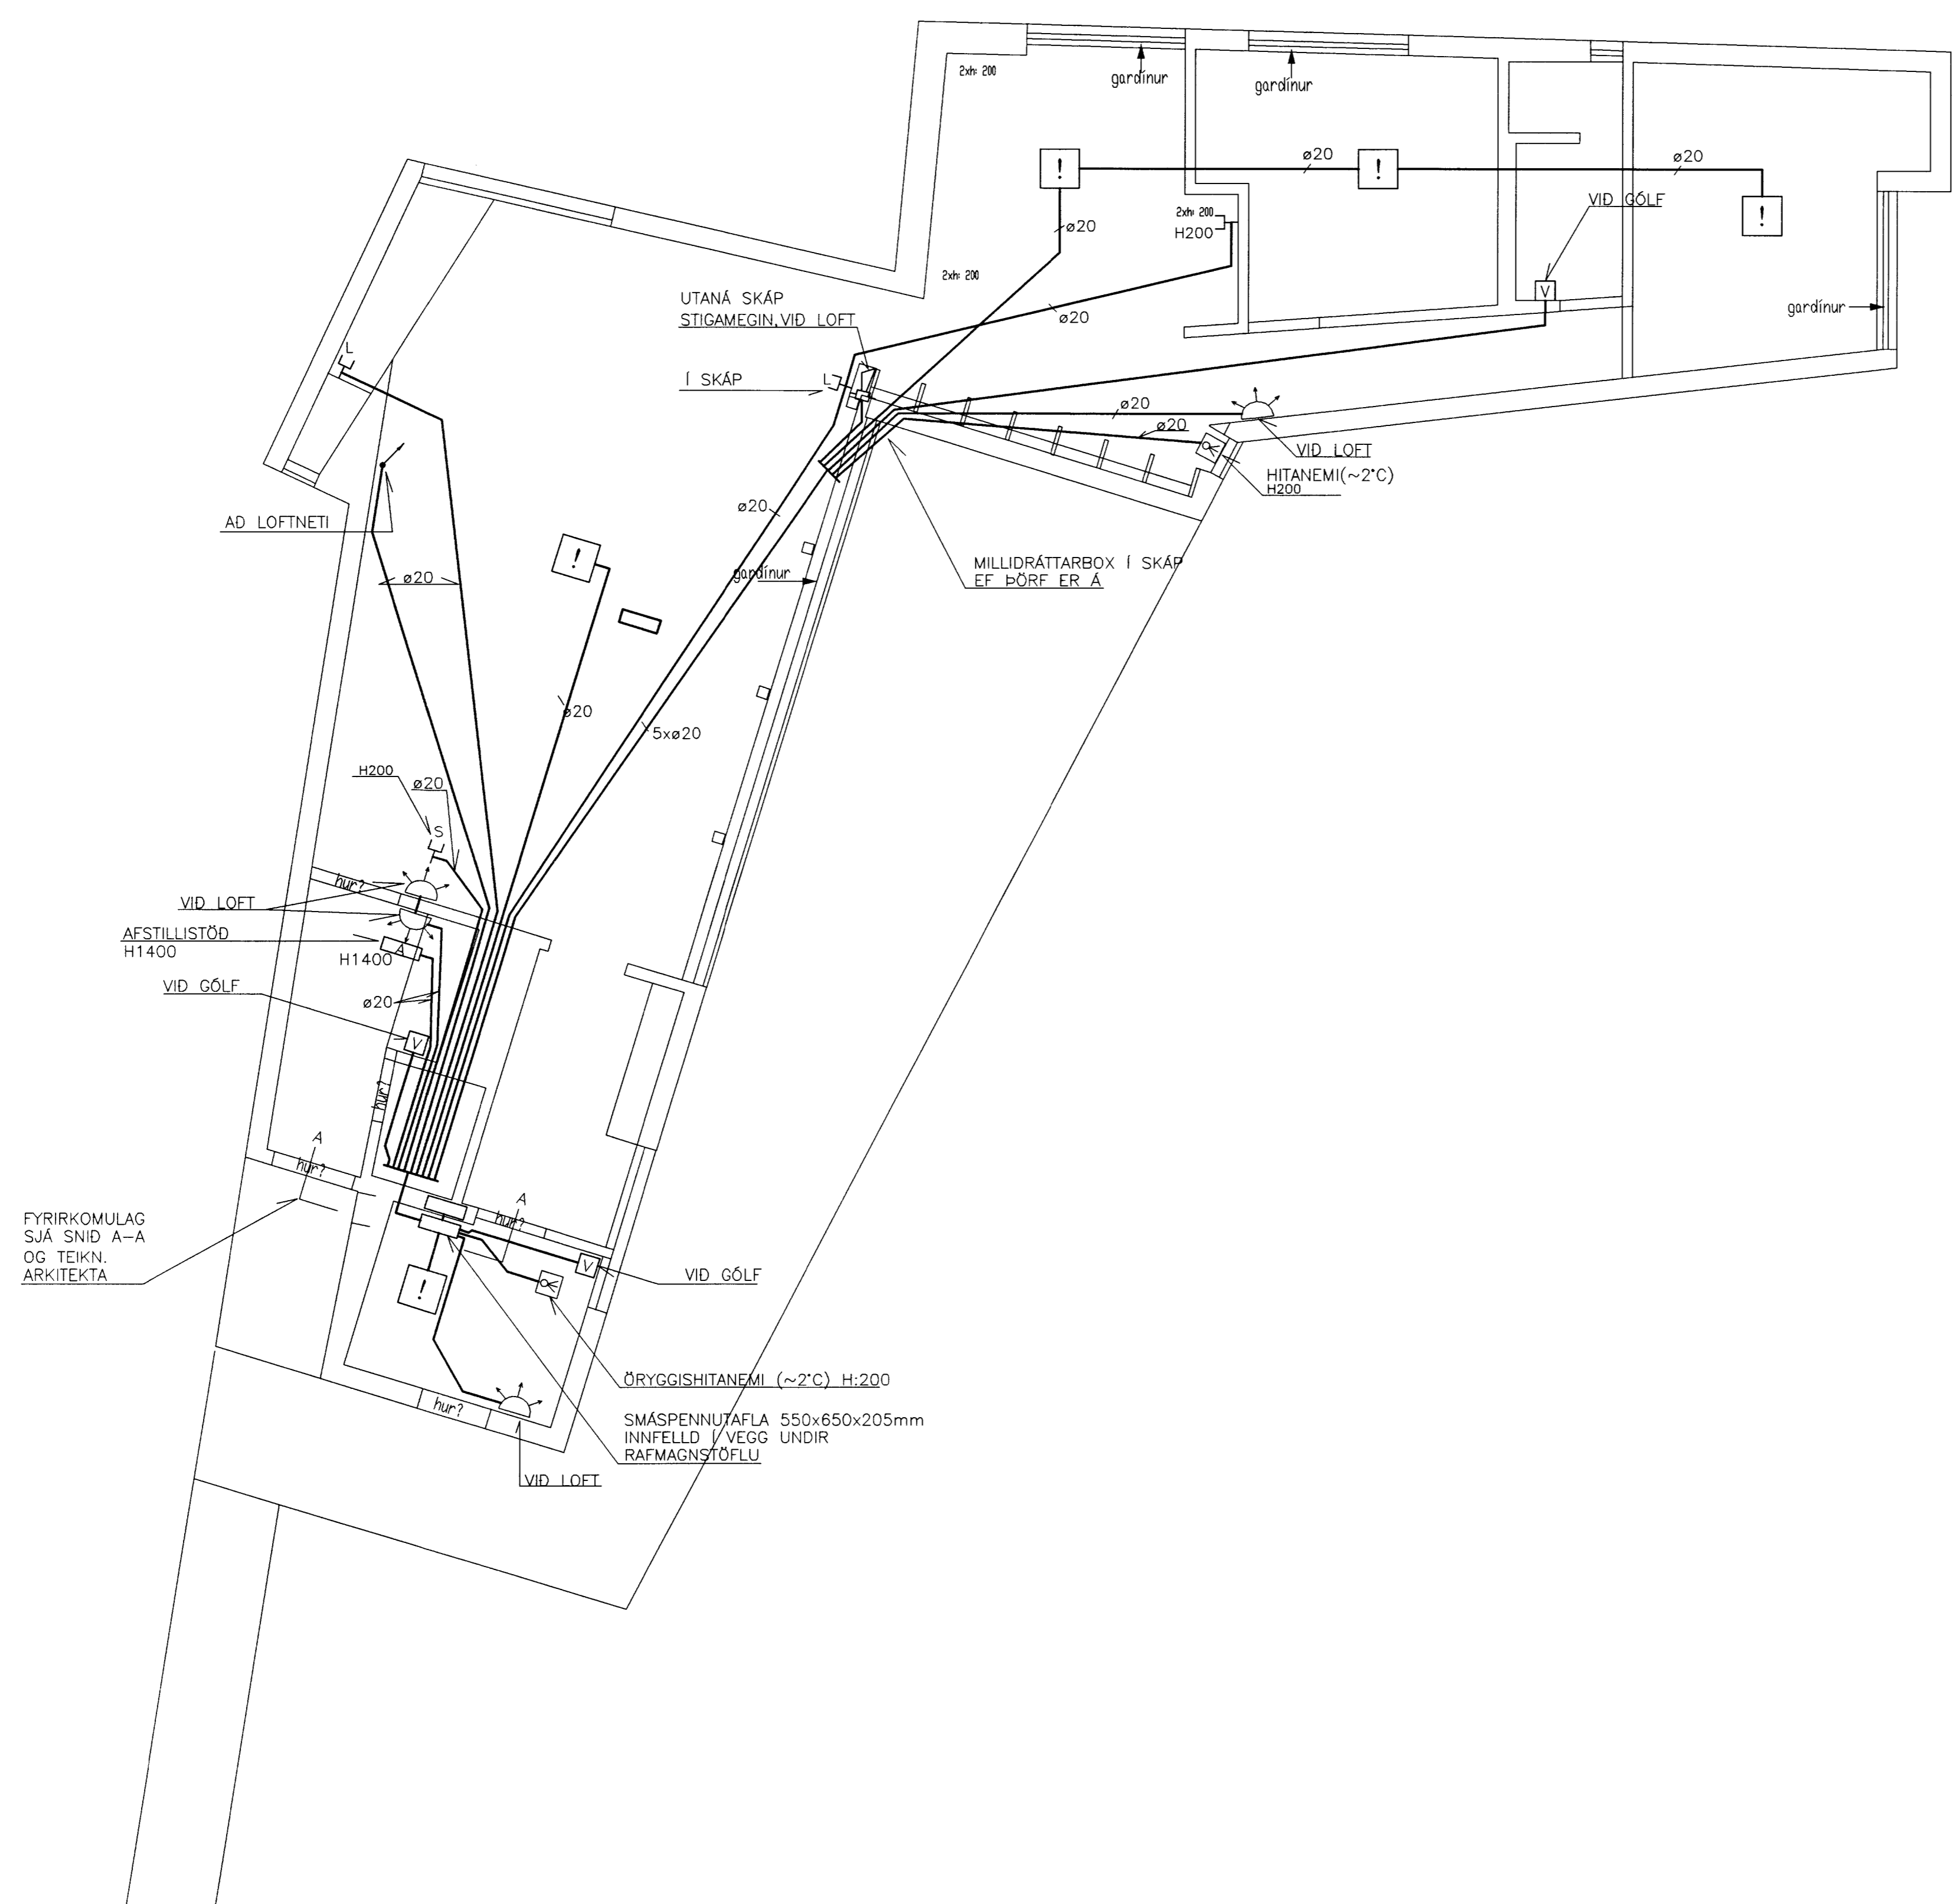 2xh: 200
gardínur
gardínur
!
ø20
!
ø20
!
VIÐ GÓLF
2xh: 200
H200
ø20
V
2xh: 200
gardínur
UTANÁ SKÁP
STIGAMEGIN, VIÐ LOFT
ø20
L
Í SKÁP
L
ø20
ø20
VIÐ LOFT
HITANEMI(~2°C)
H200
ø20
AÐ LOFTNETI
!
MILLIDRÁTTARBOX Í SKÁP
EF ÞÖRF ER Á
gardínur
ø20
ø20
5xø20
H200
ø20
S
hur?
VIÐ LOFT
AFSTILLISTÖÐ
H1400
A
H1400
VIÐ GÓLF
ø20
V
hur?
A
hur?
A
hur?
FYRIRKOMULAG
SJÁ SNIÐ A-A
OG TEIKN.
ARKITEKTA
V
VIÐ GÓLF
!
ÖRYGGISHITANEMI (~2°C) H:200
hur?
SMÁSPENNUTAFLA 550x650x205mm
INNFELLD Í VEGG UNDIR
RAFMAGNSTÖFLU
VIÐ LOFT